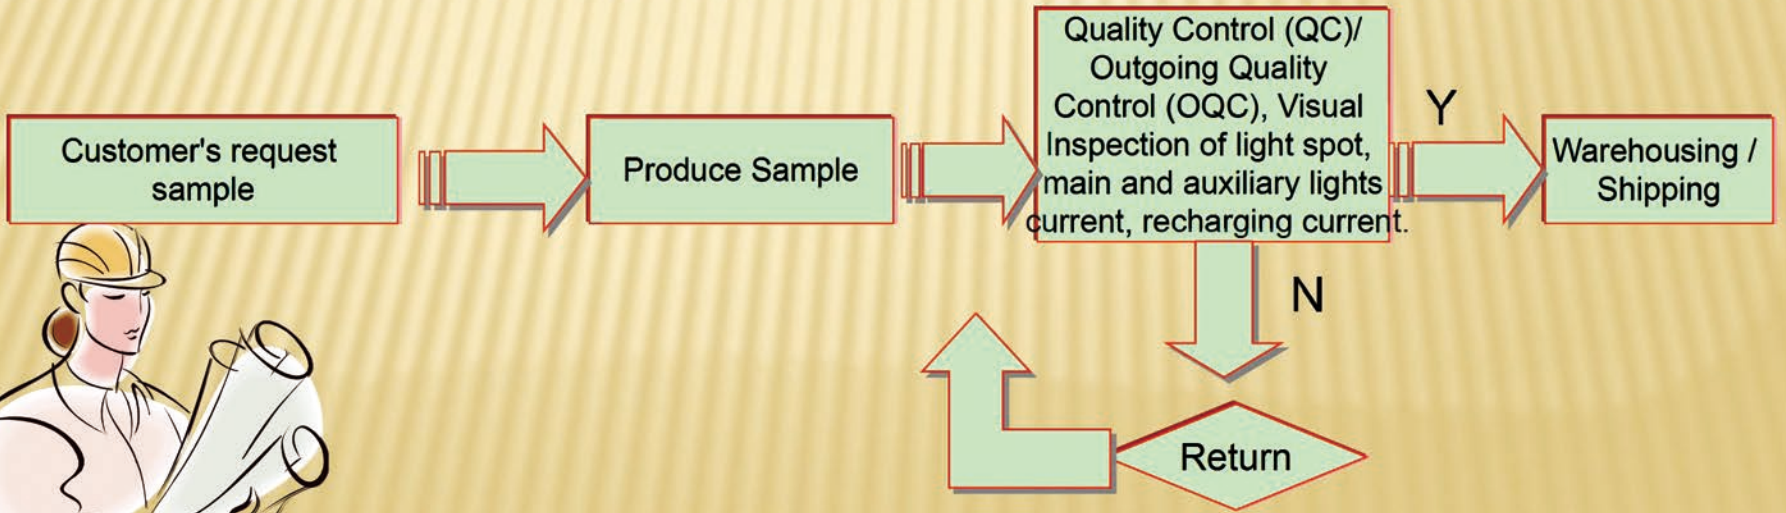 Customer's request
sample
Produce Sample
Quality Control (QC)/
Outgoing Quality
Control (OQC), Visual
Inspection of light spot,
main and auxiliary lights
current, recharging current.
Y
Warehousing /
Shipping
N
Return